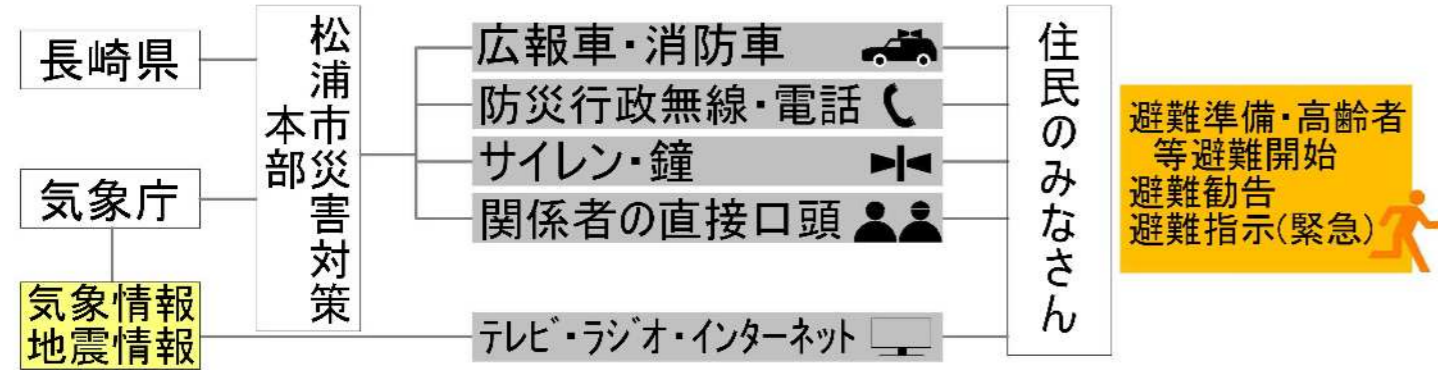 長崎県
気象庁
気象情報
地震情報
松浦市災害対策
本部
広報車・消防車
防災行政無線・電話
サイレン・鐘
関係者の直接口頭
テレビ・ラジオ・インターネット
住民のみなさん
避難準備・高齢者
等避難開始
避難勧告
避難指示(緊急)